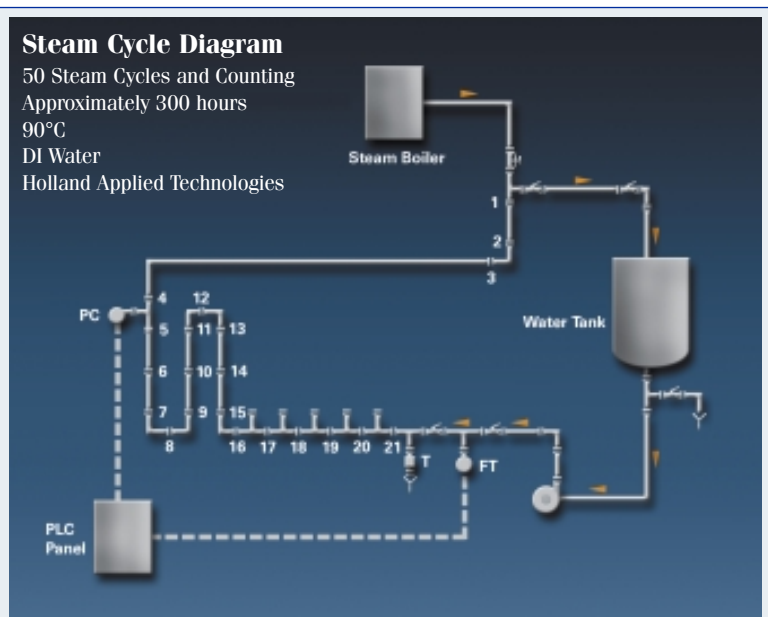 Steam Cycle Diagram
50 Steam Cycles and Counting
Approximately 300 hours
90°C
DI Water
Holland Applied Technologies
Steam Boiler
1
2
3
Water Tank
PC
4
12
5
11
13
6
10
14
7
9
15
8
16
17
18
19
20
21
T
FT
PLC
Panel